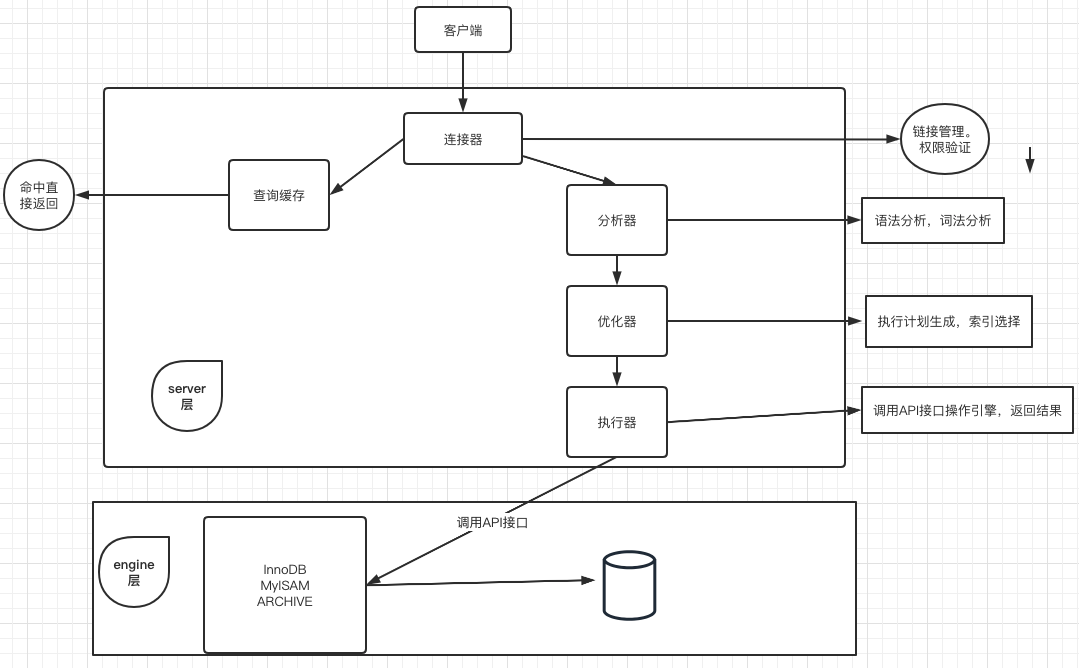 客户端
连接器
链接管理。
权限验证
命中直
接返回
查询缓存
分析器
语法分析，词法分析
优化器
执行计划生成，索引选择
server
层
执行器
调用API接口操作引擎，返回结果
调用API接口
engine
层
InnoDB
MyISAM
ARCHIVE